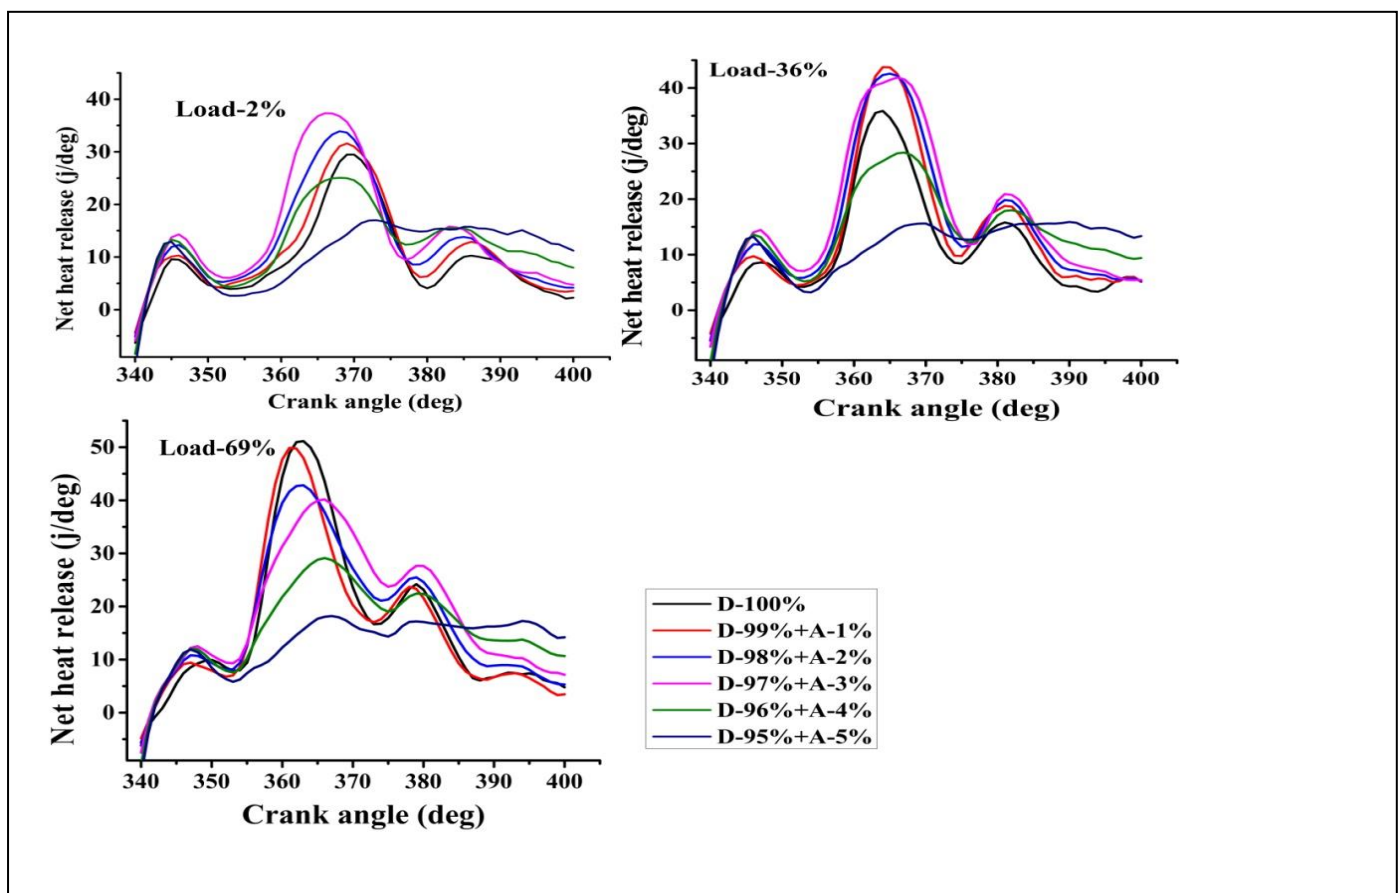 Load-2%
Net heat release (j/deg)
40
30
20
10
0
340 350 360 370 380 390 400
Crank angle (deg)
Load-36%
Net heat release (j/deg)
40
30
20
10
0
340 350 360 370 380 390 400
Crank angle (deg)
Load-69%
Net heat release (j/deg)
50
40
30
20
10
0
340 350 360 370 380 390 400
Crank angle (deg)
D-100%
D-99%+A-1%
D-98%+A-2%
D-97%+A-3%
D-96%+A-4%
D-95%+A-5%